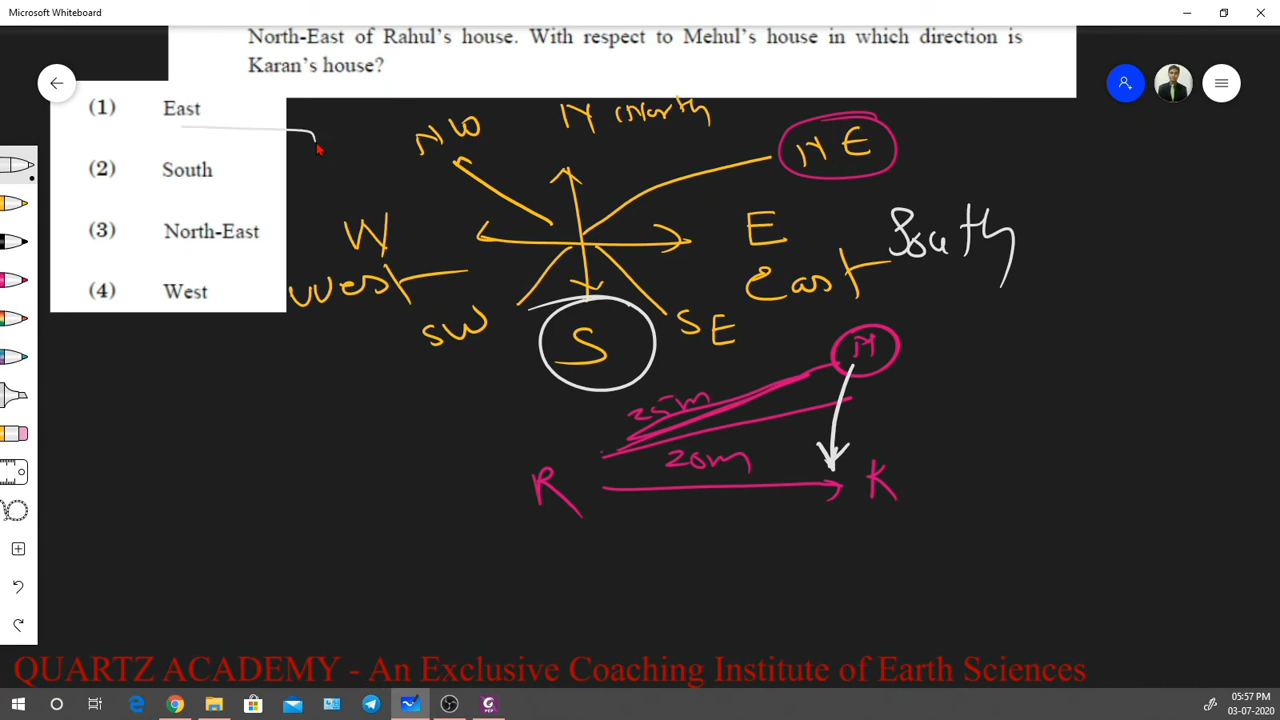 Microsoft Whiteboard
North-East of Rahul's house. With respect to Mehul's house in which direction is
Karan's house?
(1) East
(2) South
(3) North-East
(4) West
NW
N (North
NE
W
West
E
East
South
SW
S
SE
25m
M
20m
R
K
QUARTZ ACADEMY - An Exclusive Coaching Institute of Earth Sciences
05:57 PM
03-07-2020